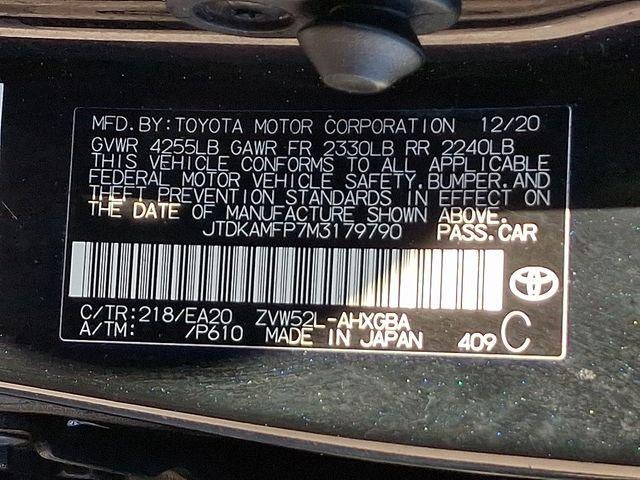 MFD.BY:TOYOTA MOTOR CORPORATION 12/20
GVWR 4255LB GAWR FR 2330LB RR 2240LB
THIS VEHICLE CONFORMS TO ALL APPLICABLE
FEDERAL MOTOR VEHICLE SAFETY,BUMPER,AND
THEFT PREVENTION STANDARDS IN EFFECT ON
THE DATE OF MANUFACTURE SHOWN ABOVE.
JTDKAMFP7M3179790 PASS.CAR
C/TR:218/EA20 ZVW52L-AHXGBA
A/TM: /P610 MADE IN JAPAN 409 C